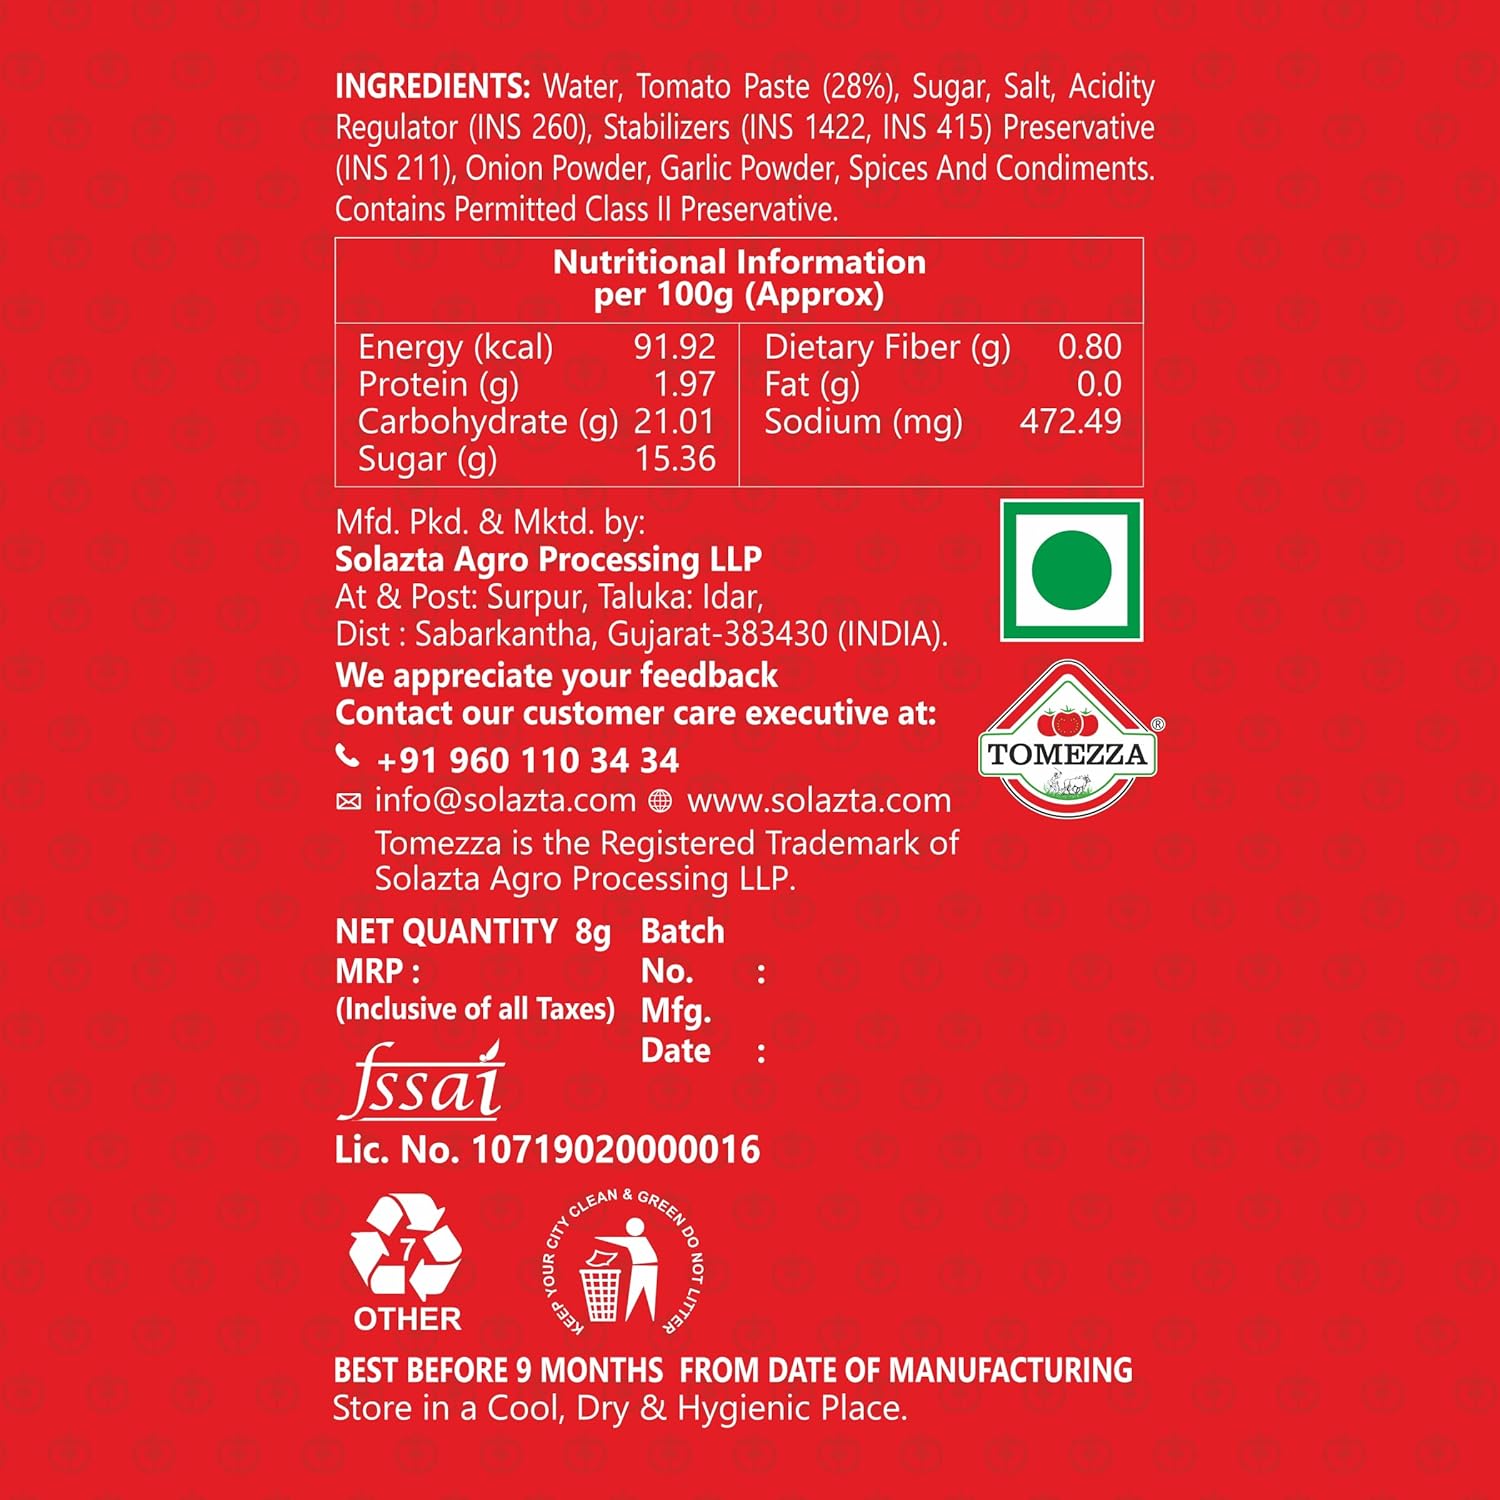 INGREDIENTS: Water, Tomato Paste (28%), Sugar, Salt, Acidity
Regulator (INS 260), Stabilizers (INS 1422, INS 415) Preservative
(INS 211), Onion Powder, Garlic Powder, Spices And Condiments.
Contains Permitted Class II Preservative.
Nutritional Information
per 100g (Approx)
Energy (kcal) 91.92
Protein (g) 1.97
Carbohydrate (g) 21.01
Sugar (g) 15.36
Dietary Fiber (g) 0.80
Fat (g) 0.0
Sodium (mg) 472.49
Mfd. Pkd. & Mktd. by:
Solazta Agro Processing LLP
At & Post: Surpur, Taluka: Idar,
Dist : Sabarkantha, Gujarat-383430 (INDIA).
We appreciate your feedback
Contact our customer care executive at:
+91 960 110 34 34
info@solazta.com www.solazta.com
Tomezza is the Registered Trademark of
Solazta Agro Processing LLP.
TOMEZZA ®
NET QUANTITY 8g
MRP :
(Inclusive of all Taxes)
Batch
No. :
Mfg.
Date :
fssai
Lic. No. 10719020000016
7
OTHER
KEEP YOUR CITY CLEAN & GREEN DO NOT LITTER
BEST BEFORE 9 MONTHS FROM DATE OF MANUFACTURING
Store in a Cool, Dry & Hygienic Place.